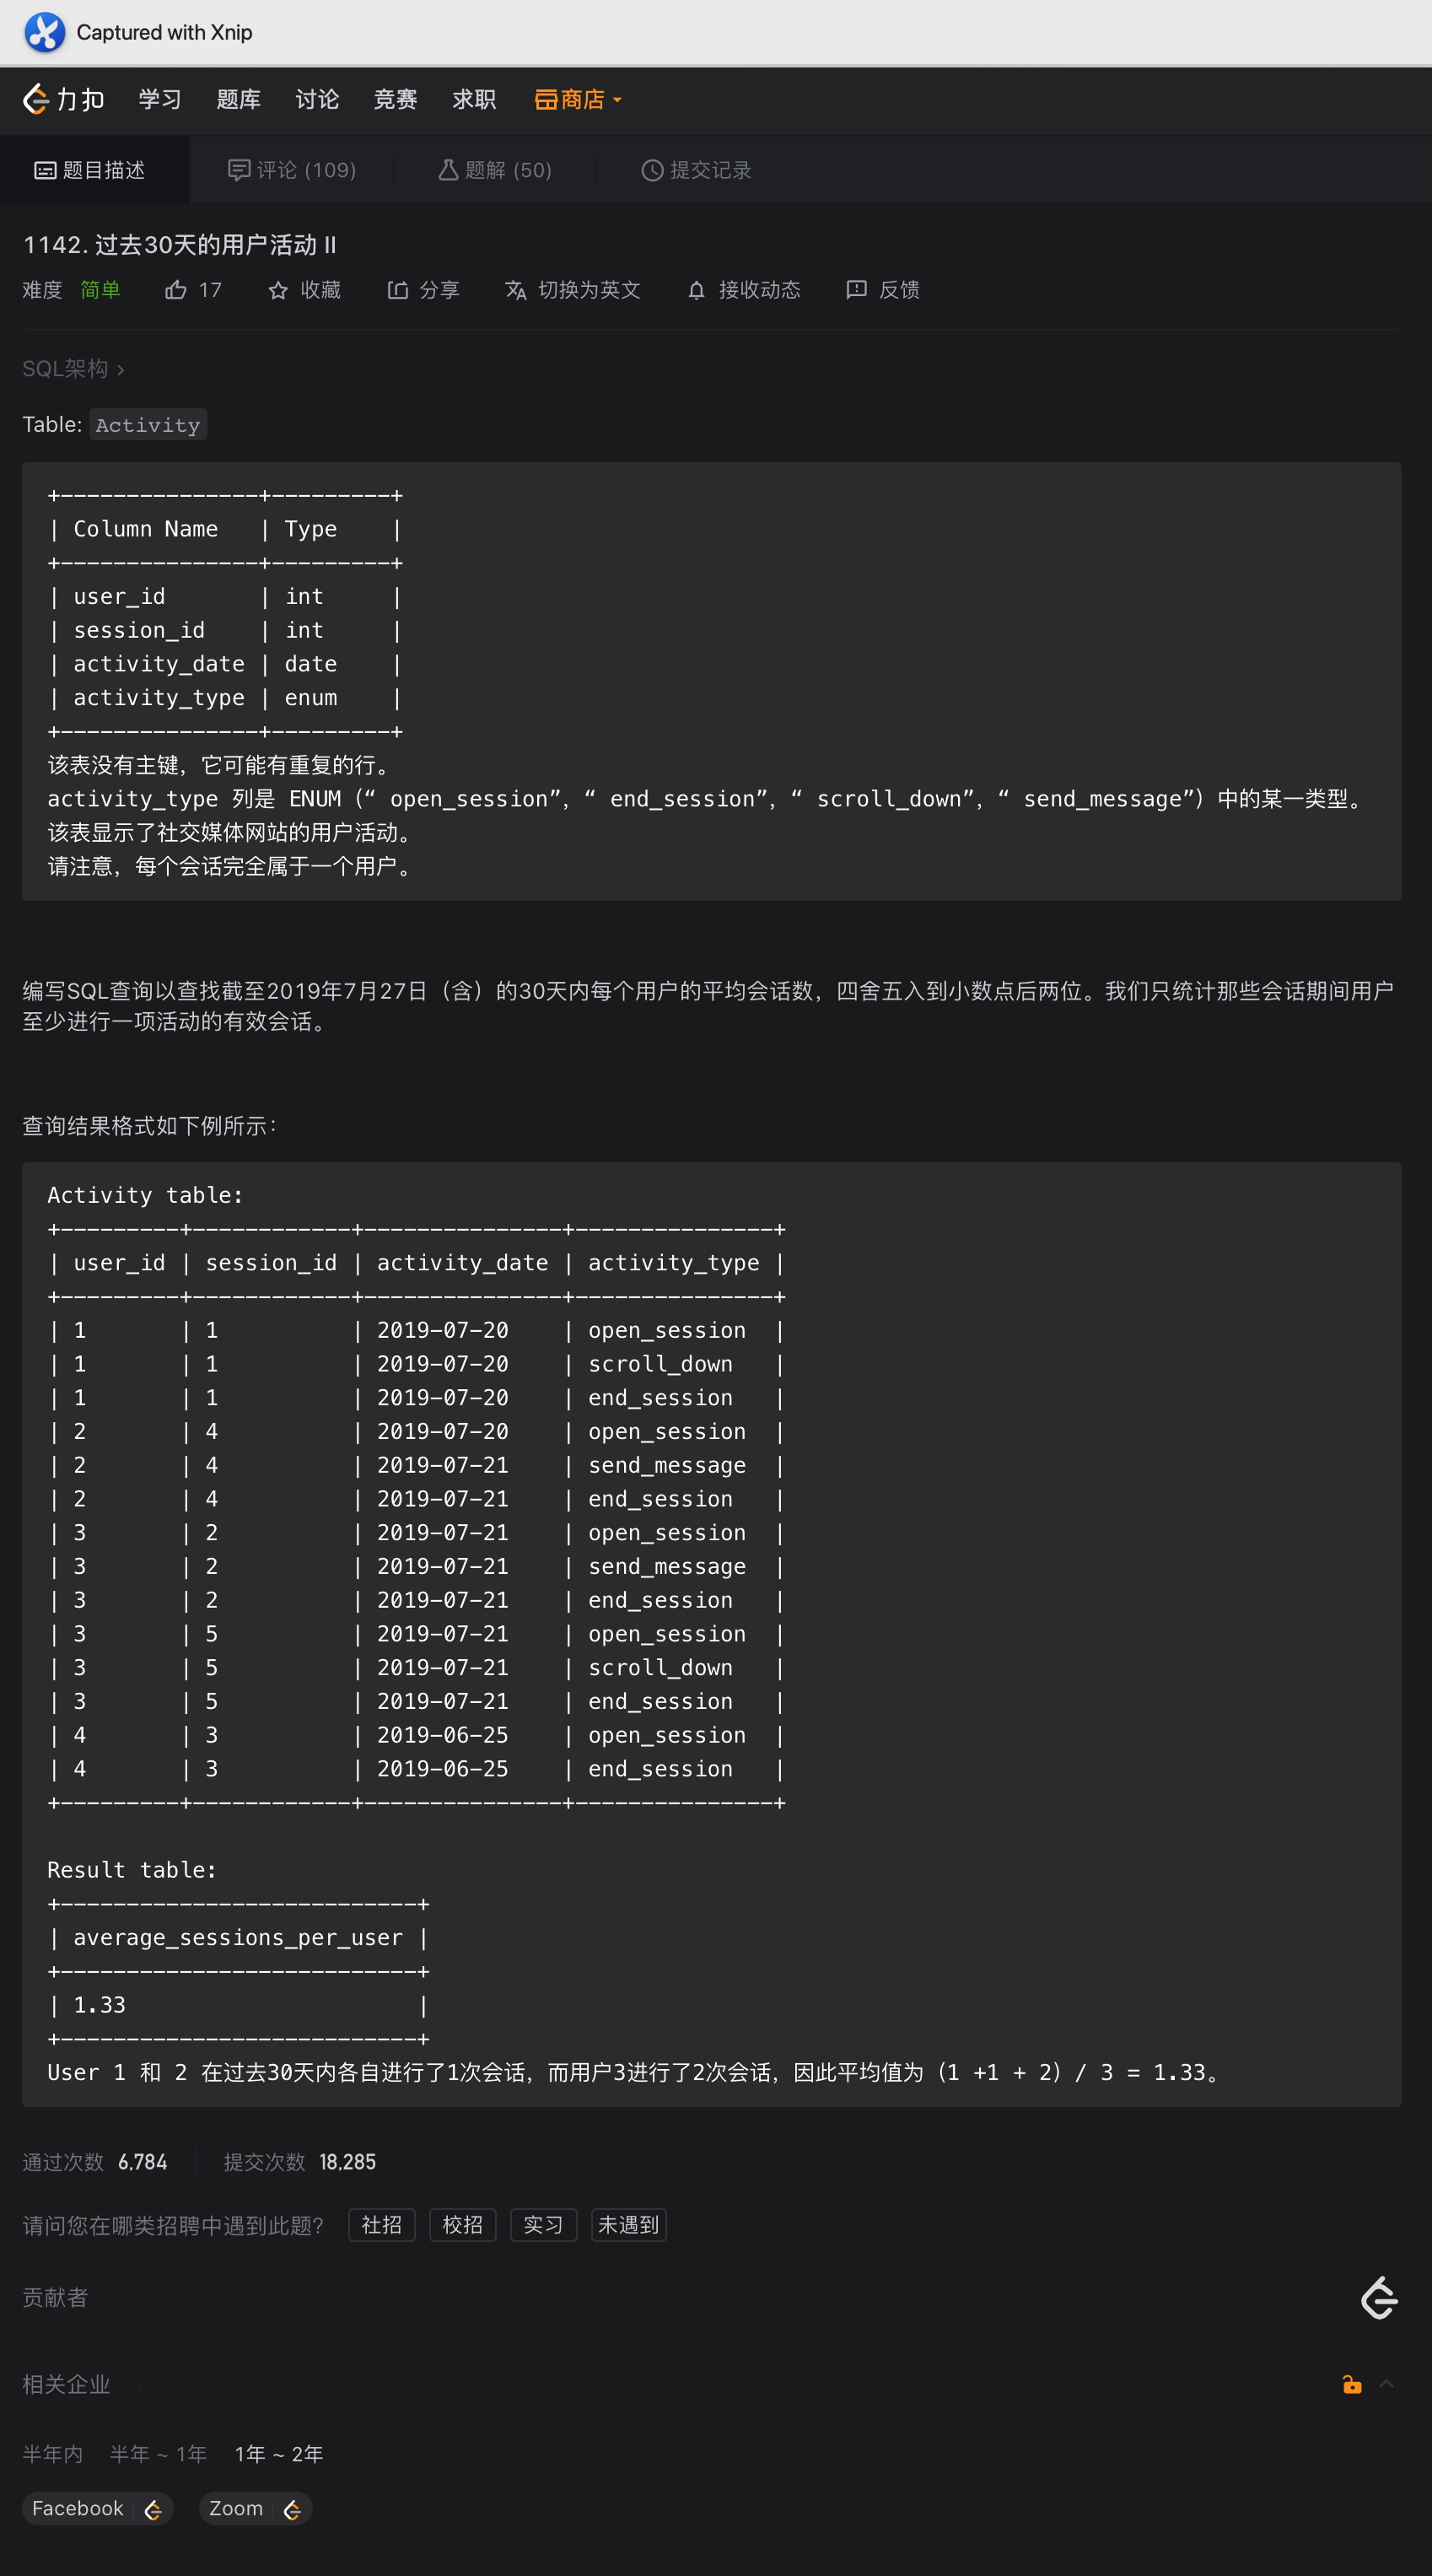 Captured with Xnip
力扣 学习 题库 讨论 竞赛 求职 商店
题目描述 评论 (109) 题解 (50) 提交记录
1142. 过去30天的用户活动 II
难度 简单 17 收藏 分享 切换为英文 接收动态 反馈
SQL架构 >
Table: Activity
+---------------+---------+
| Column Name   | Type    |
+---------------+---------+
| user_id       | int     |
| session_id    | int     |
| activity_date | date    |
| activity_type | enum    |
+---------------+---------+
该表没有主键，它可能有重复的行。
activity_type 列是 ENUM（“ open_session”，“ end_session”，“ scroll_down”，“ send_message”）中的某一类型。
该表显示了社交媒体网站的用户活动。
请注意，每个会话完全属于一个用户。
编写SQL查询以查找截至2019年7月27日（含）的30天内每个用户的平均会话数，四舍五入到小数点后两位。我们只统计那些会话期间用户
至少进行一项活动的有效会话。
查询结果格式如下例所示：
Activity table:
+---------+------------+---------------+---------------+
| user_id | session_id | activity_date | activity_type |
+---------+------------+---------------+---------------+
| 1       | 1          | 2019-07-20    | open_session  |
| 1       | 1          | 2019-07-20    | scroll_down   |
| 1       | 1          | 2019-07-20    | end_session   |
| 2       | 4          | 2019-07-20    | open_session  |
| 2       | 4          | 2019-07-21    | send_message  |
| 2       | 4          | 2019-07-21    | end_session   |
| 3       | 2          | 2019-07-21    | open_session  |
| 3       | 2          | 2019-07-21    | send_message  |
| 3       | 2          | 2019-07-21    | end_session   |
| 3       | 5          | 2019-07-21    | open_session  |
| 3       | 5          | 2019-07-21    | scroll_down   |
| 3       | 5          | 2019-07-21    | end_session   |
| 4       | 3          | 2019-06-25    | open_session  |
| 4       | 3          | 2019-06-25    | end_session   |
+---------+------------+---------------+---------------+
Result table:
+---------------------------+
| average_sessions_per_user |
+---------------------------+
| 1.33                      |
+---------------------------+
User 1 和 2 在过去30天内各自进行了1次会话，而用户3进行了2次会话，因此平均值为（1 +1 + 2）/ 3 = 1.33。
通过次数 6,784 提交次数 18,285
请问您在哪类招聘中遇到此题？ 社招 校招 实习 未遇到
贡献者
相关企业
半年内 半年 ~ 1年 1年 ~ 2年
Facebook Zoom